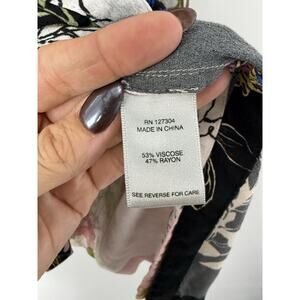 RN 127304
MADE IN CHINA
53% VISCOSE
47% RAYON
SEE REVERSE FOR CARE